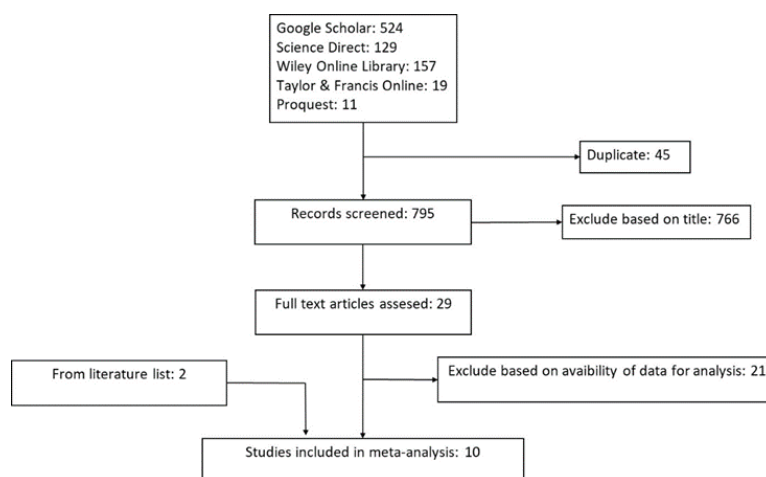 Google Scholar: 524
Science Direct: 129
Wiley Online Library: 157
Taylor & Francis Online: 19
Proquest: 11
Duplicate: 45
Records screened: 795
Exclude based on title: 766
Full text articles assesed: 29
From literature list: 2
Exclude based on avaibility of data for analysis: 21
Studies included in meta-analysis: 10